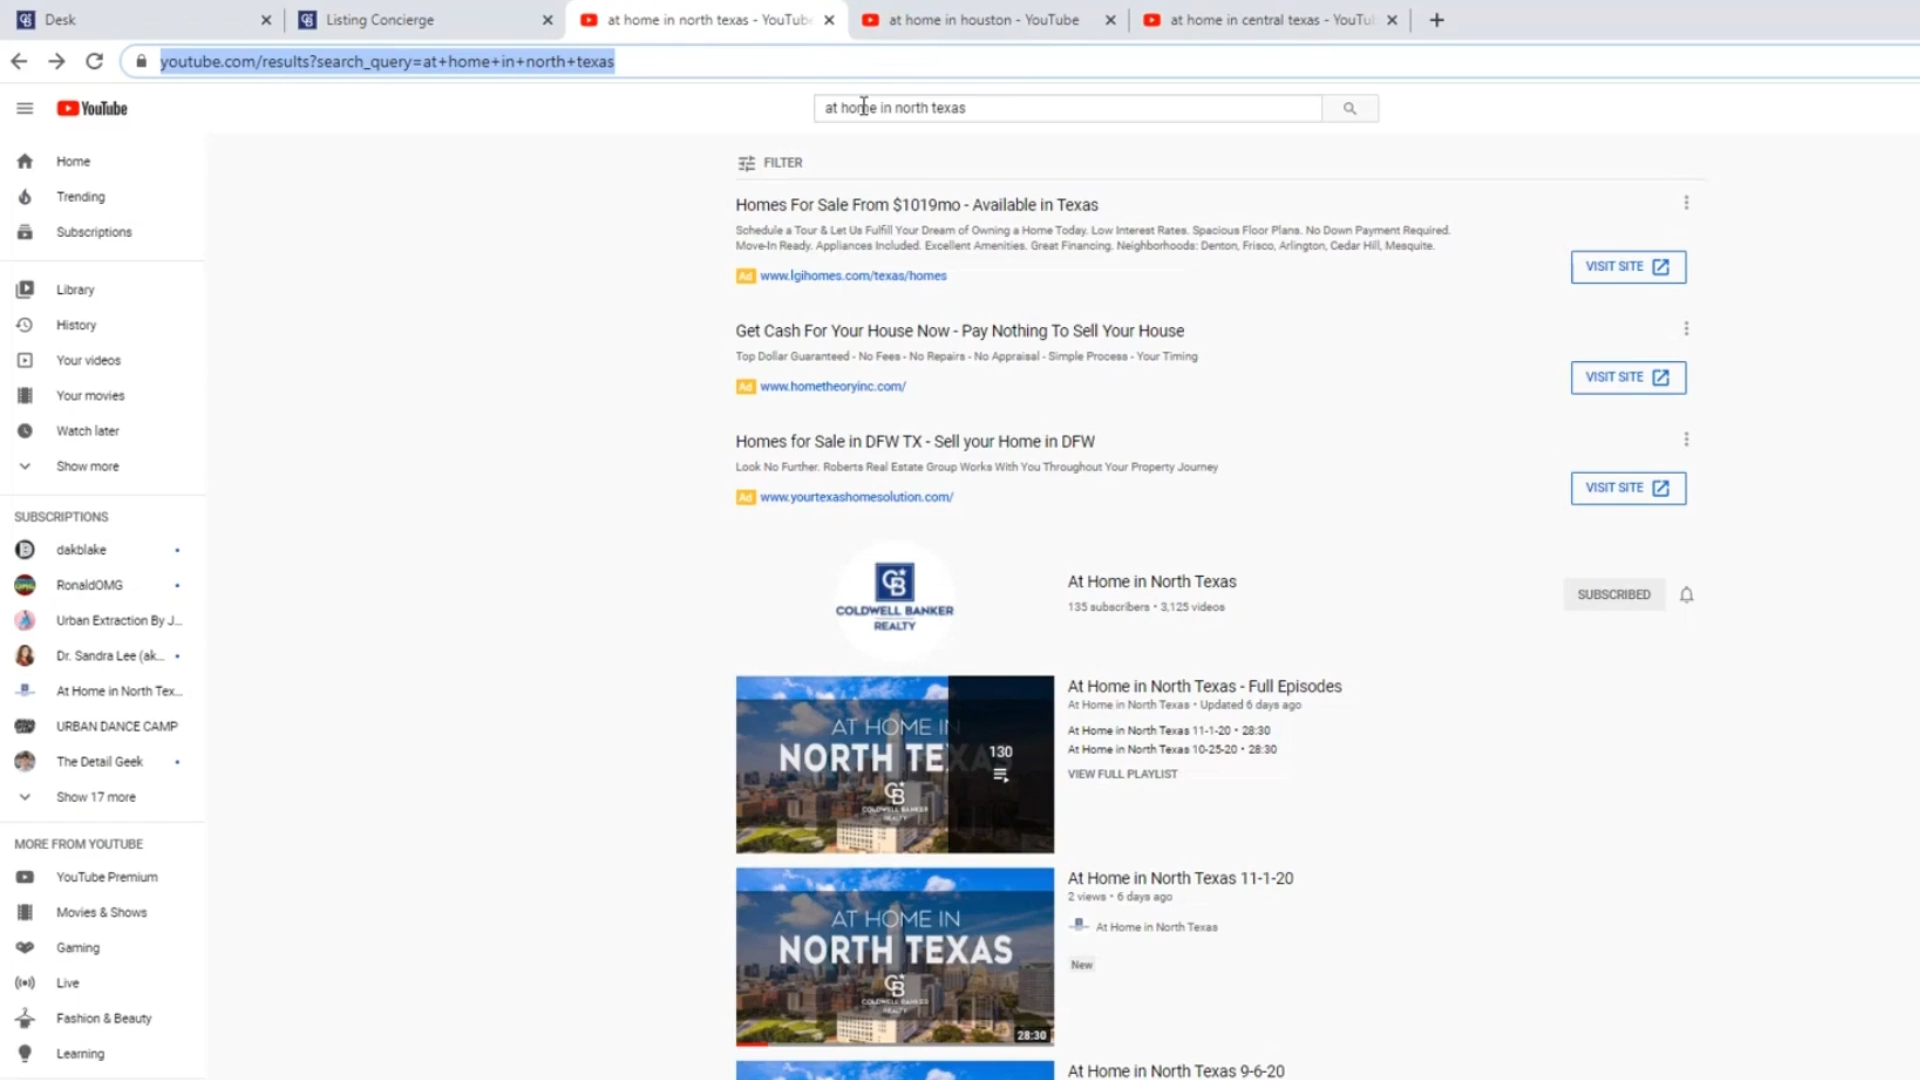 Desk
Listing Concierge
at home in north texas - YouTube
at home in houston - YouTube
at home in central texas - YouTu
youtube.com/results?search_query=at+home+in+north+texas
YouTube
at home in north texas
Home
Trending
Subscriptions
Library
History
Your videos
Your movies
Watch later
Show more
SUBSCRIPTIONS
dakblake
RonaldOMG
Urban Extraction By J...
Dr. Sandra Lee (ak...
At Home in North Tex...
URBAN DANCE CAMP
The Detail Geek
Show 17 more
MORE FROM YOUTUBE
YouTube Premium
Movies & Shows
Gaming
Live
Fashion & Beauty
Learning
FILTER
Homes For Sale From $1019mo - Available in Texas
Schedule a Tour & Let Us Fulfill Your Dream of Owning a Home Today. Low Interest Rates. Spacious Floor Plans. No Down Payment Required.
Move-In Ready. Appliances Included. Excellent Amenities. Great Financing. Neighborhoods: Denton, Frisco, Arlington, Cedar Hill, Mesquite.
Ad www.lgihomes.com/texas/homes
VISIT SITE
Get Cash For Your House Now - Pay Nothing To Sell Your House
Top Dollar Guaranteed - No Fees - No Repairs - No Appraisal - Simple Process - Your Timing
Ad www.hometheoryinc.com/
VISIT SITE
Homes for Sale in DFW TX - Sell your Home in DFW
Look No Further. Roberts Real Estate Group Works With You Throughout Your Property Journey
Ad www.yourtexashomesolution.com/
VISIT SITE
CB
COLDWELL BANKER
REALTY
At Home in North Texas
135 subscribers • 3,125 videos
SUBSCRIBED
AT HOME IN
NORTH TEXAS
CB
COLDWELL BANKER
REALTY
130
At Home in North Texas - Full Episodes
At Home in North Texas • Updated 6 days ago
At Home in North Texas 11-1-20 • 28:30
At Home in North Texas 10-25-20 • 28:30
VIEW FULL PLAYLIST
AT HOME IN
NORTH TEXAS
CB
COLDWELL BANKER
REALTY
28:30
At Home in North Texas 11-1-20
2 views • 6 days ago
At Home in North Texas
New
At Home in North Texas 9-6-20